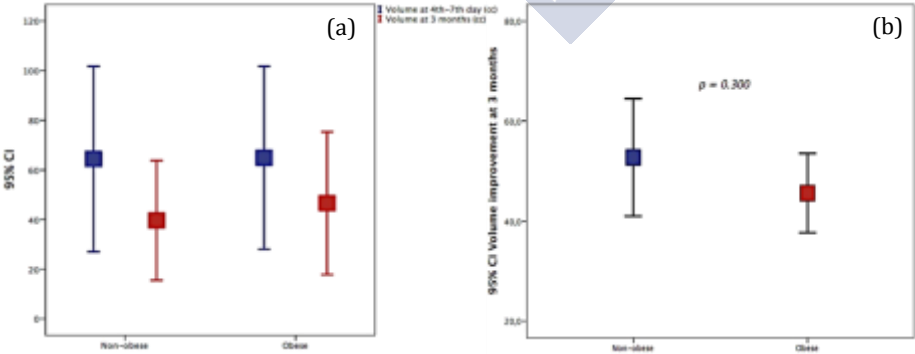 Volume at 4th-7th day (cc)
Volume at 3 months (cc)
(a)
95% CI
120
100
80
60
40
20
0
Non-obese
Obese
(b)
95% CI Volume improvement at 3 months
80,0
60,0
40,0
20,0
p = 0.300
Non-obese
Obese